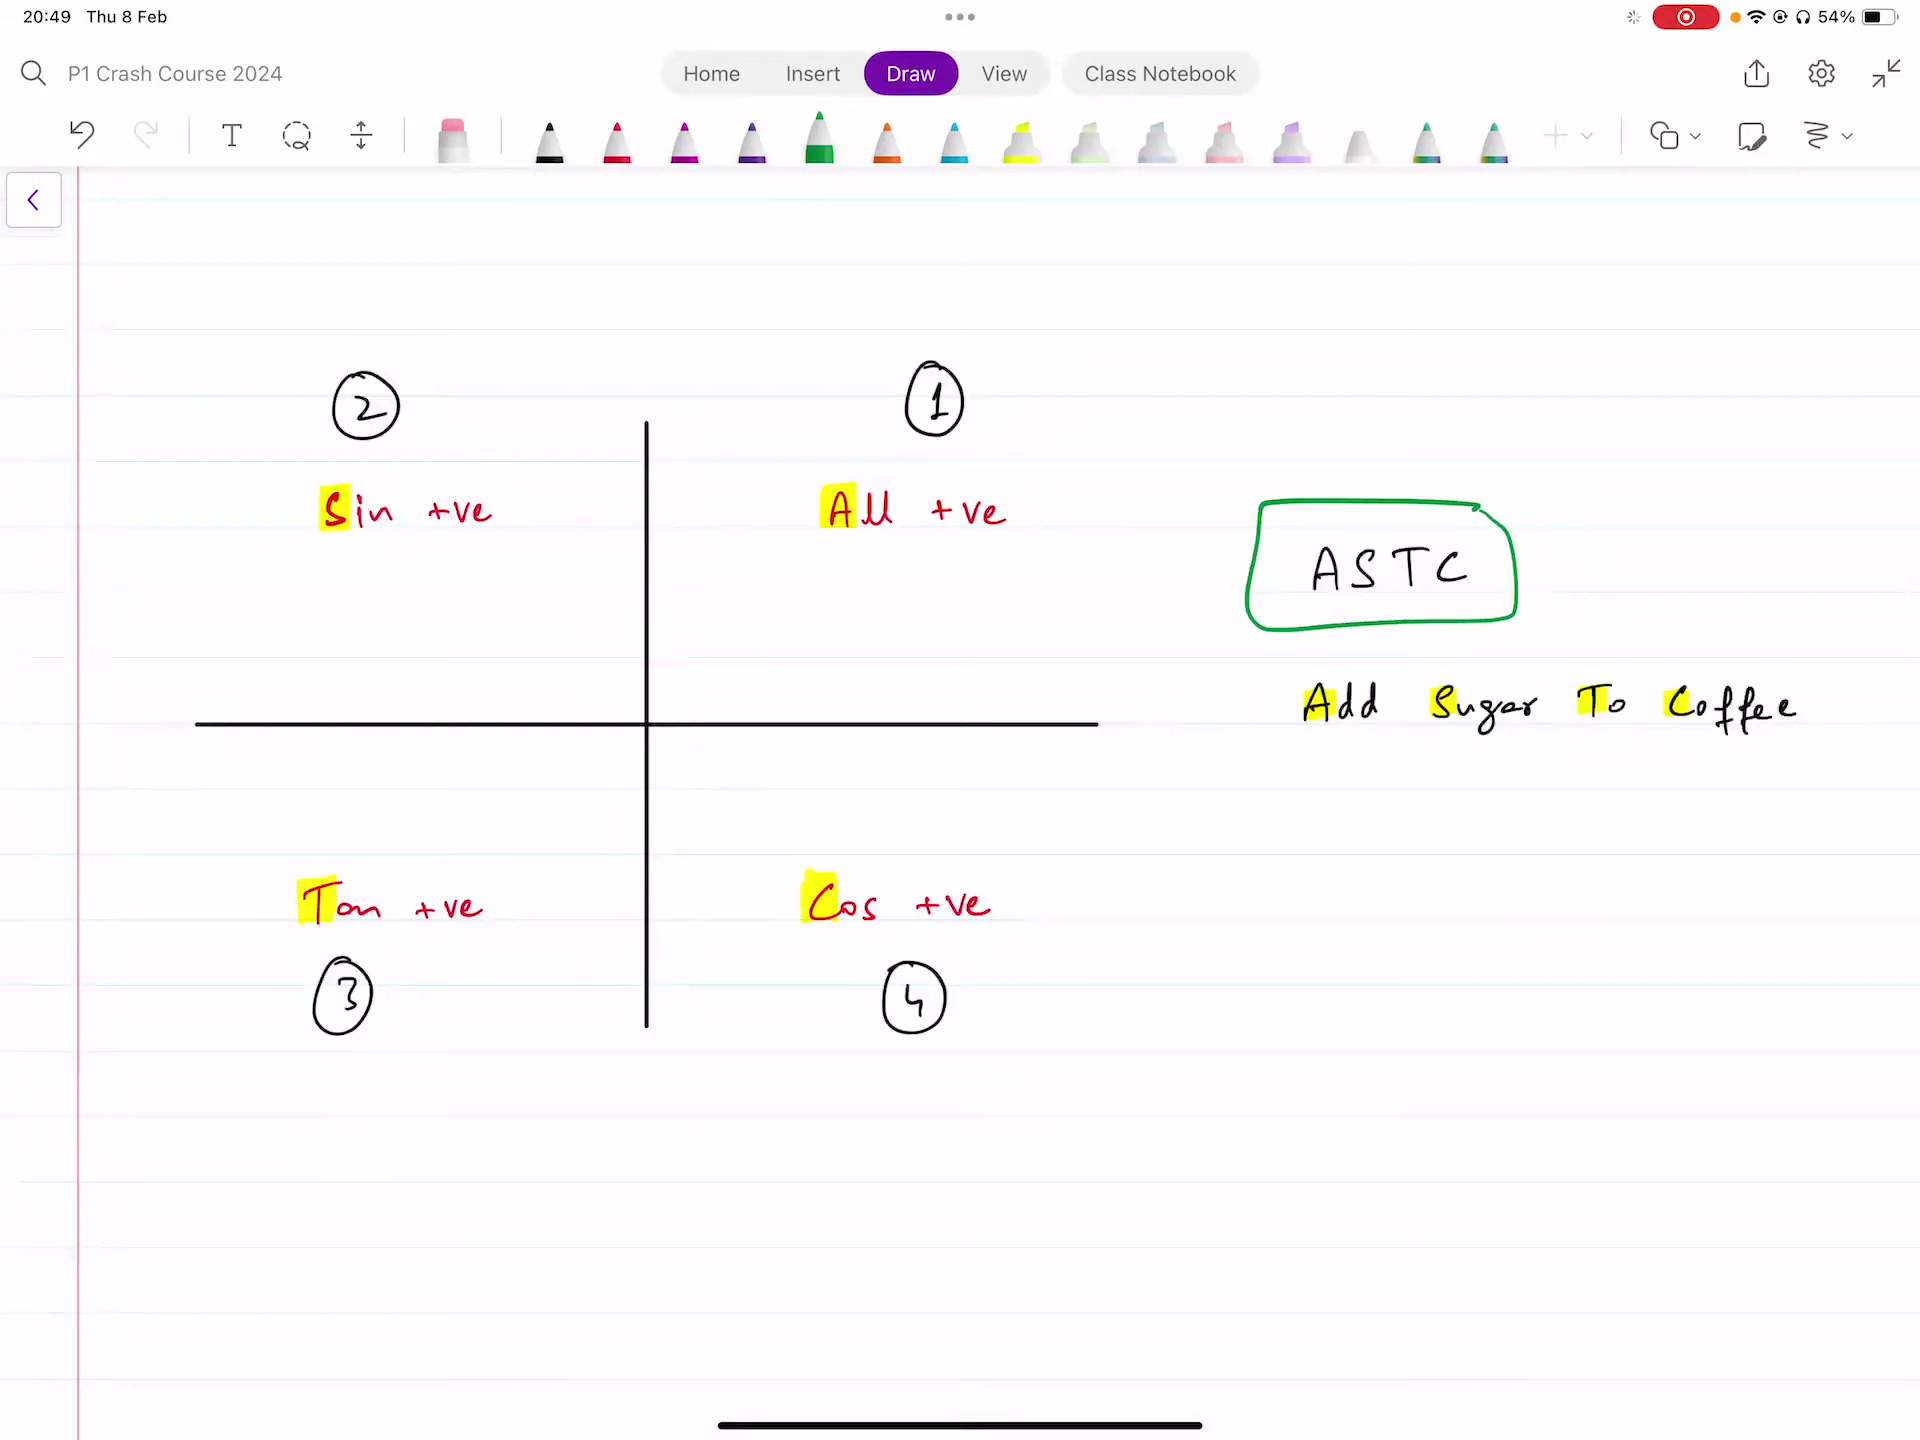 20:49 Thu 8 Feb
54%
P1 Crash Course 2024
Home Insert Draw View Class Notebook
T
2 1
Sin +ve All +ve
ASTC
Add Sugar To Coffee
Tan +ve Cos +ve
3 4